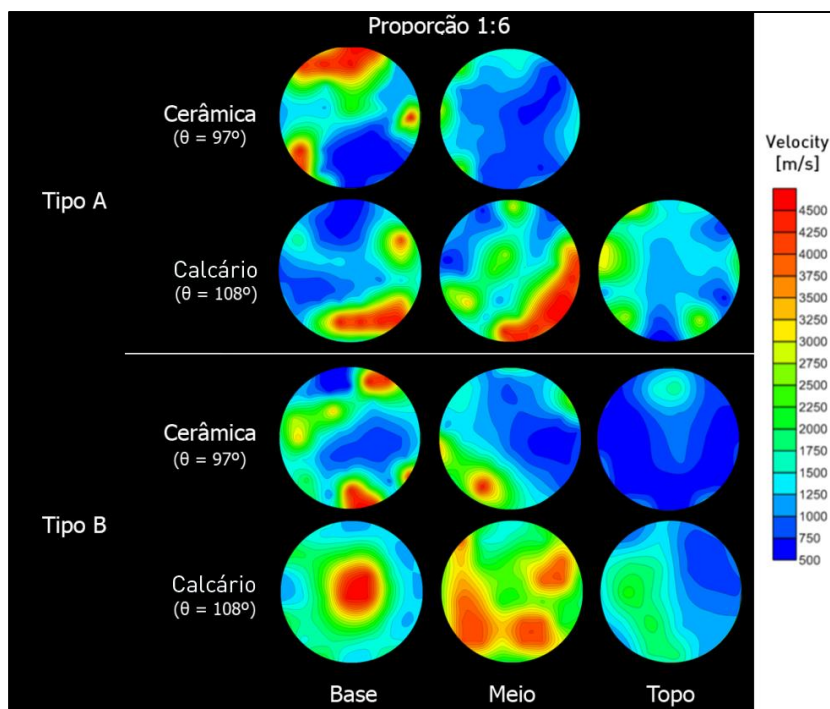 Proporção 1:6
Cerâmica
(θ = 97º)
Tipo A
Calcário
(θ = 108º)
Cerâmica
(θ = 97º)
Tipo B
Calcário
(θ = 108º)
Base Meio Topo
Velocity
[m/s]
4500
4250
4000
3750
3500
3250
3000
2750
2500
2250
2000
1750
1500
1250
1000
750
500